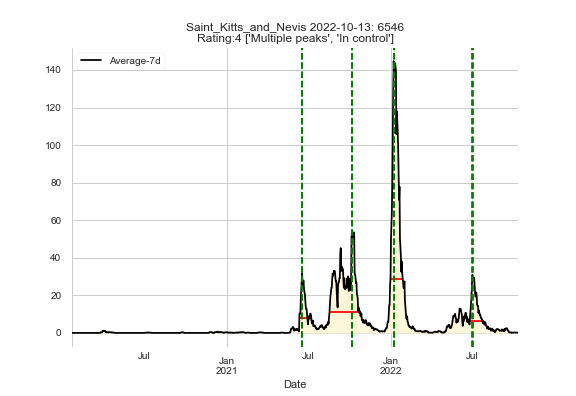 Saint_Kitts_and_Nevis 2022-10-13: 6546
Rating:4 ['Multiple peaks', 'In control']
Average-7d
140
120
100
80
60
40
20
0
Jul
Jan
2021
Jul
Jan
2022
Jul
Date